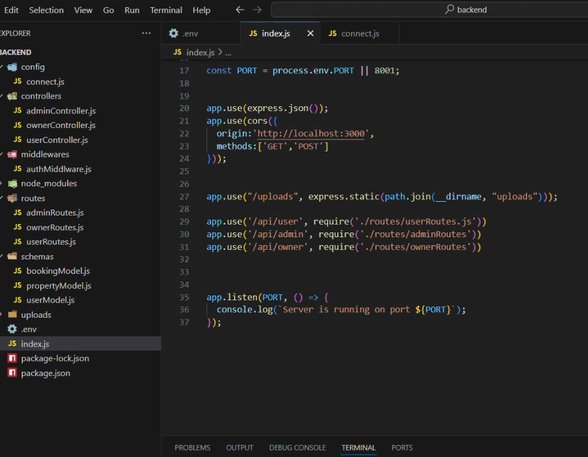 Edit Selection View Go Run Terminal Help
backend
EXPLORER ...
.env
JS index.js
JS connect.js
BACKEND
JS index.js > ...
config
JS connect.js
controllers
JS adminController.js
JS ownerController.js
JS userController.js
middlewares
JS authMiddlware.js
node_modules
routes
JS adminRoutes.js
JS ownerRoutes.js
JS userRoutes.js
schemas
JS bookingModel.js
JS propertyModel.js
JS userModel.js
uploads
.env
JS index.js
package-lock.json
package.json
17 const PORT = process.env.PORT || 8001;
18
19
20 app.use(express.json());
21 app.use(cors({
22 origin:'http://localhost:3000',
23 methods:['GET','POST']
24 }));
25
26
27 app.use("/uploads", express.static(path.join(__dirname, "uploads")));
28
29 app.use('/api/user', require('./routes/userRoutes.js'))
30 app.use('/api/admin', require('./routes/adminRoutes'))
31 app.use('/api/owner', require('./routes/ownerRoutes'))
32
33
34
35 app.listen(PORT, () => {
36 console.log(`Server is running on port ${PORT}`);
37 });
PROBLEMS OUTPUT DEBUG CONSOLE TERMINAL PORTS